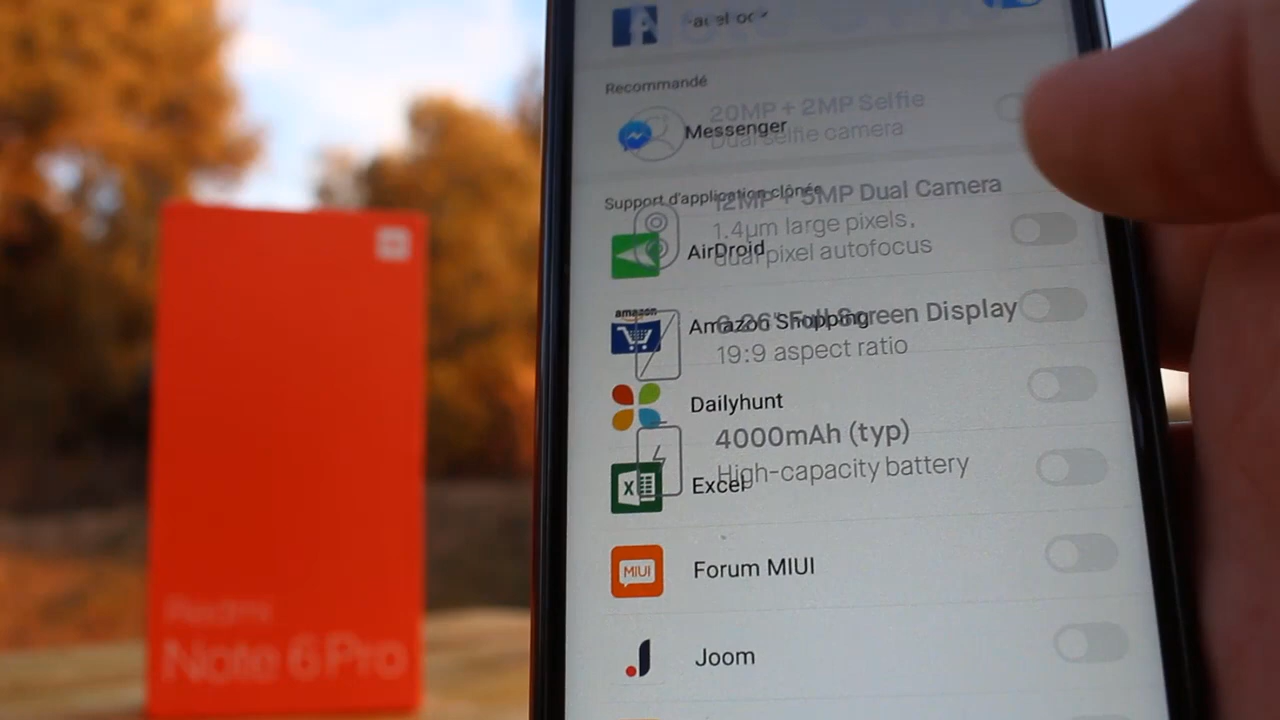 Recommandé
20MP + 2MP Selfie
Messenger
Dual selfie camera
Support d'application clonée
12MP + 5MP Dual Camera
1.4μm large pixels,
AirDroid
dual pixel autofocus
amazon
Amazon Shopping
6.26" Full Screen Display
19:9 aspect ratio
Dailyhunt
4000mAh (typ)
High-capacity battery
X
Excel
MIUI
Forum MIUI
Joom
Redmi
Note 6 Pro